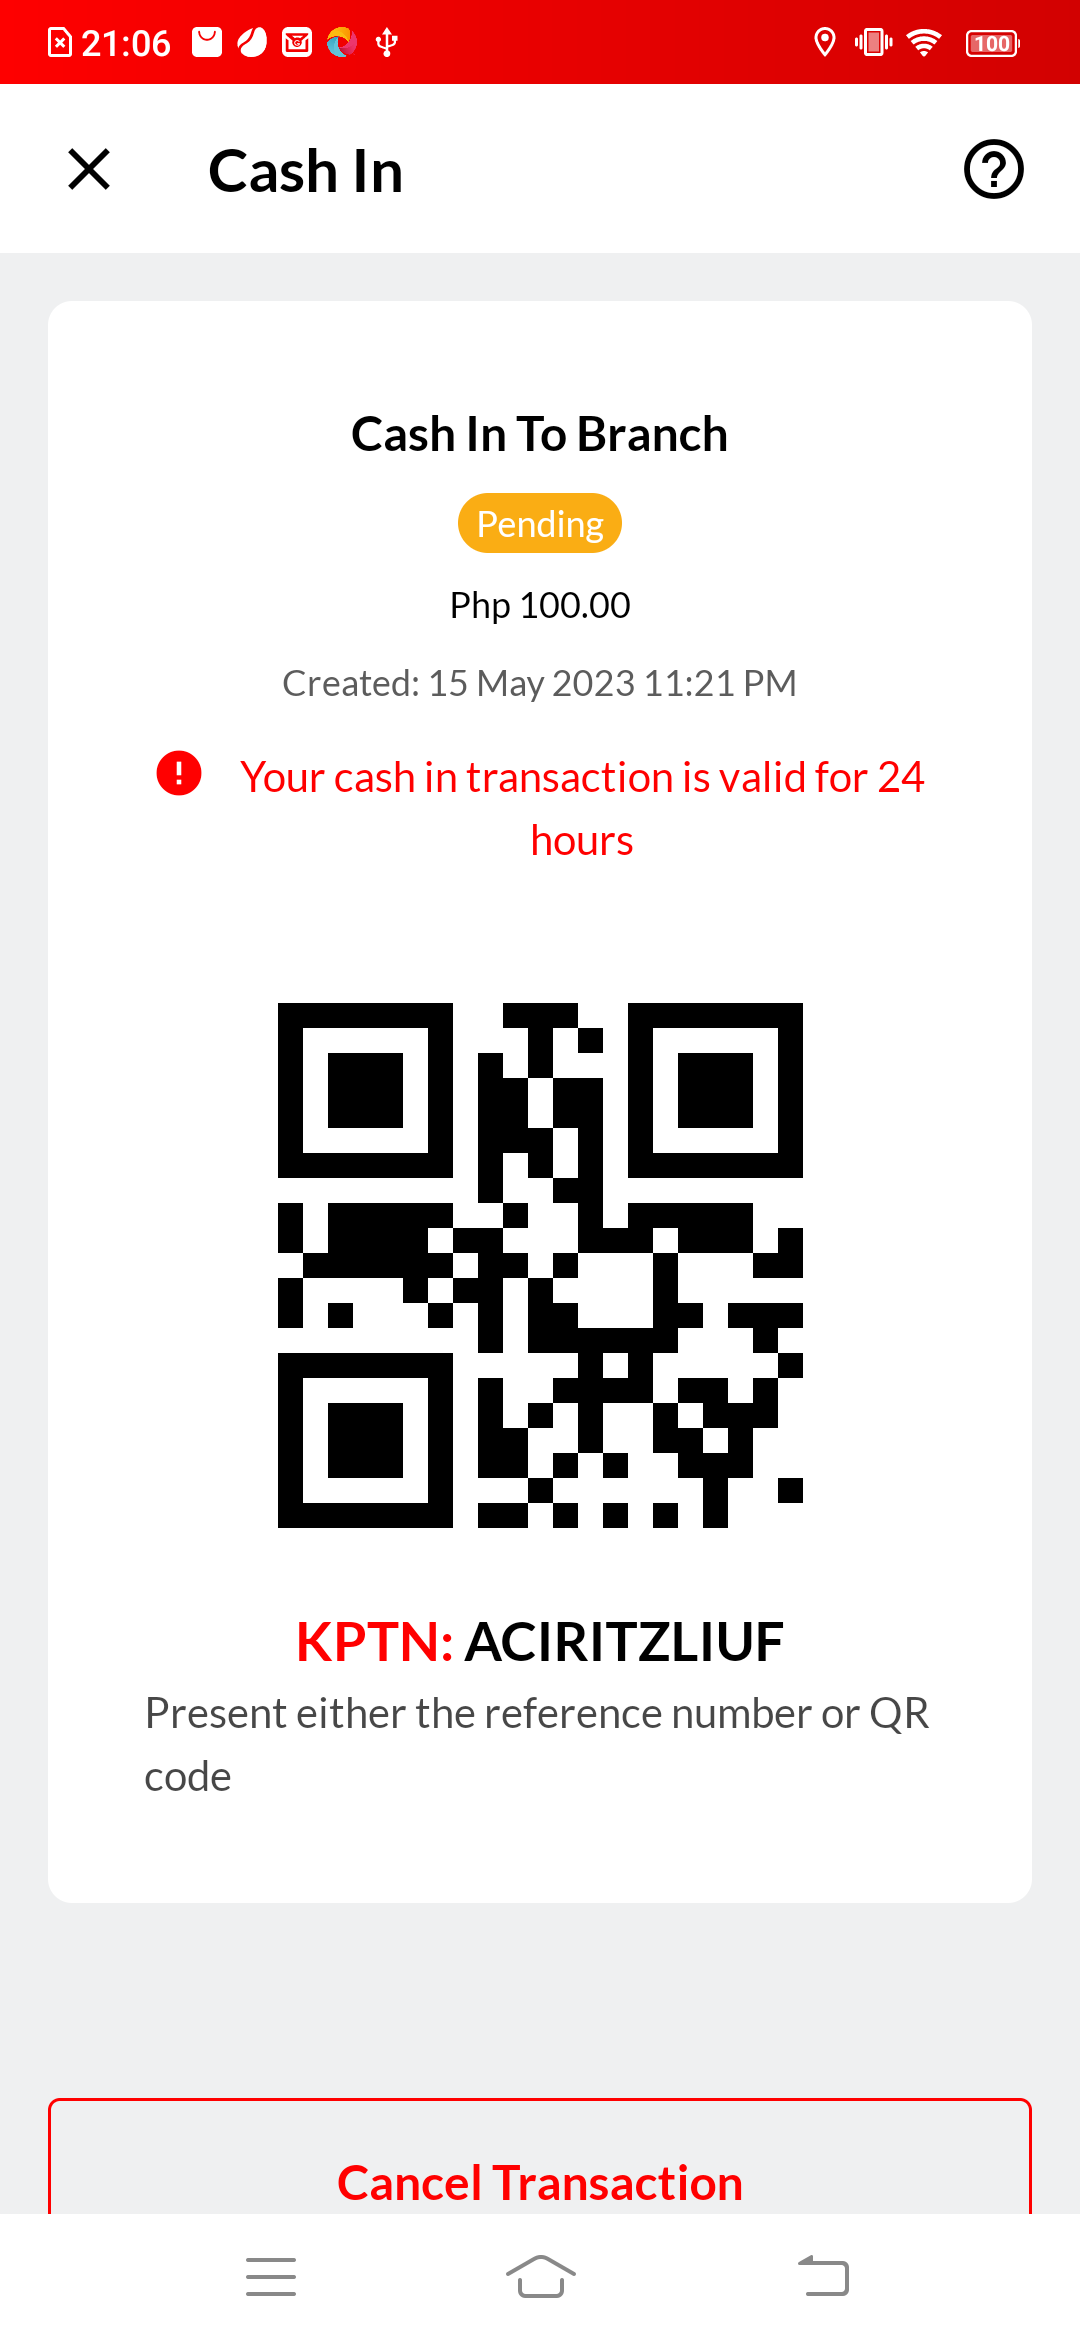 21:06
100
Cash In
Cash In To Branch
Pending
Php 100.00
Created: 15 May 2023 11:21 PM
Your cash in transaction is valid for 24
hours
KPTN: ACIRITZLIUF
Present either the reference number or QR
code
Cancel Transaction